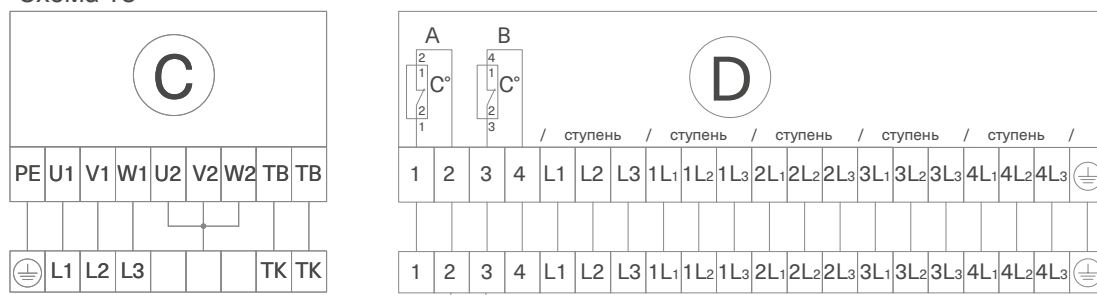 C
PE U1 V1 W1 U2 V2 W2 TB TB
L1 L2 L3 TK TK
A B
2 4
1 C° 1 C°
D
2 2
1 3
/ ступень / ступень / ступень / ступень / ступень /
1 2 3 4 L1 L2 L3 1L1 1L2 1L3 2L1 2L2 2L3 3L1 3L2 3L3 4L1 4L2 4L3
1 2 3 4 L1 L2 L3 1L1 1L2 1L3 2L1 2L2 2L3 3L1 3L2 3L3 4L1 4L2 4L3